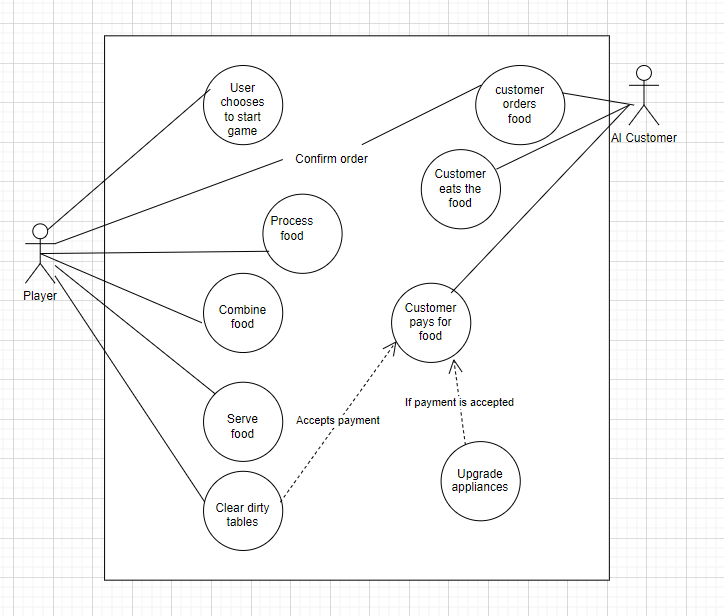 User
chooses
to start
game
customer
orders
food
AI Customer
Confirm order
Customer
eats the
food
Process
food
Player
Combine
food
Customer
pays for
food
If payment is accepted
Accepts payment
Serve
food
Upgrade
appliances
Clear dirty
tables